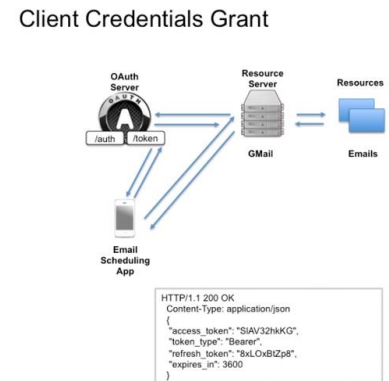 Client Credentials Grant
OAuth
Server
OAUTH
/auth
/token
Resource
Server
GMail
Resources
Emails
Email
Scheduling
App
HTTP/1.1 200 OK
Content-Type: application/json
{
"access_token": "SlAV32hkKG",
"token_type": "Bearer",
"refresh_token": "8xLOxBtZp8",
"expires_in": 3600
}